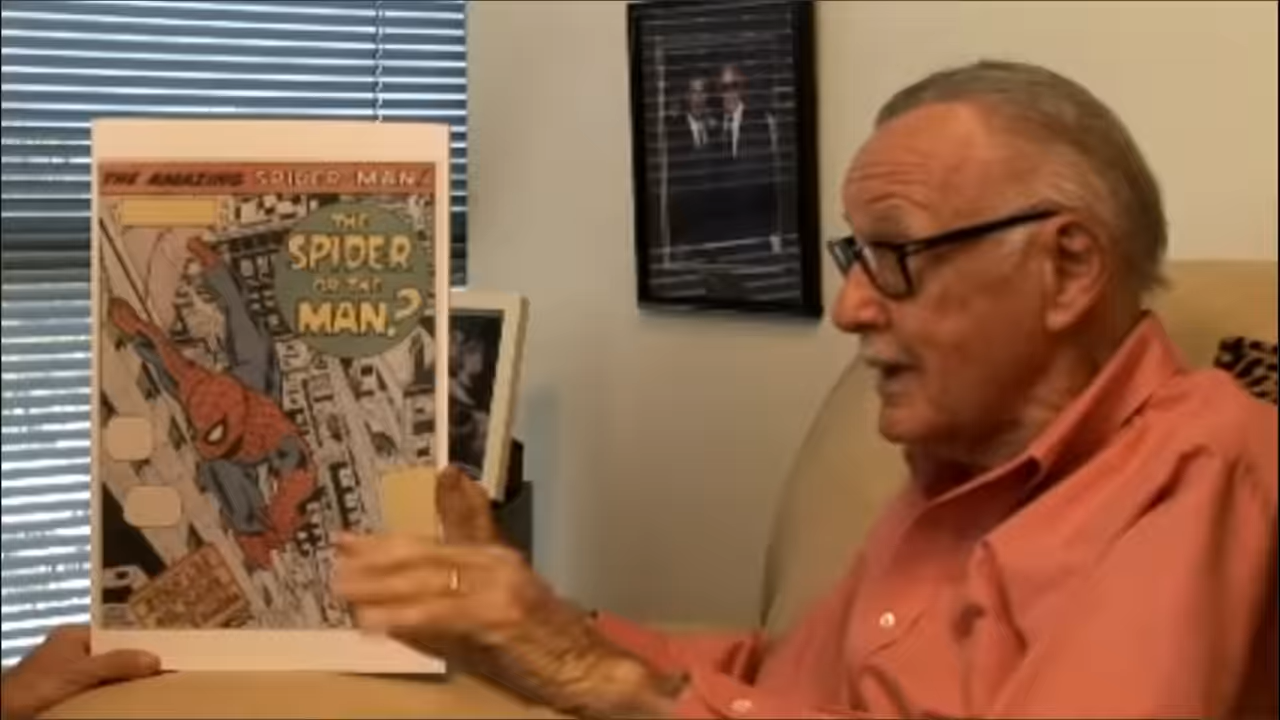 THE AMAZING SPIDER-MAN!
THE
SPIDER
OR THE
MAN?